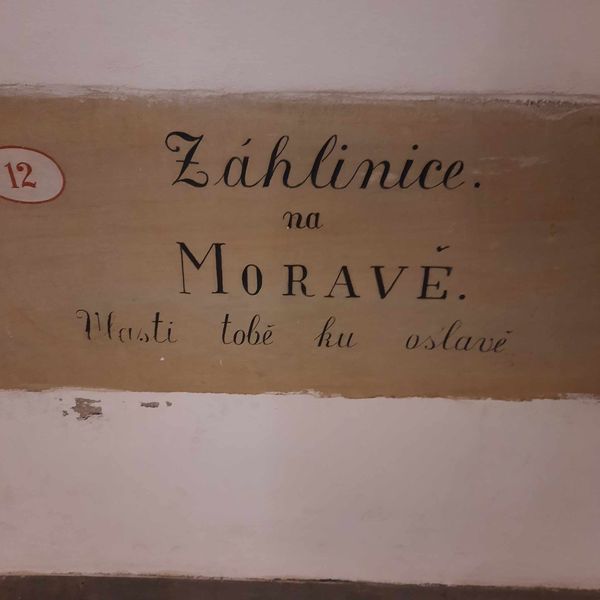 12
Záhlinice.
na
MORAVĚ.
Vlasti tobě ku oslavě